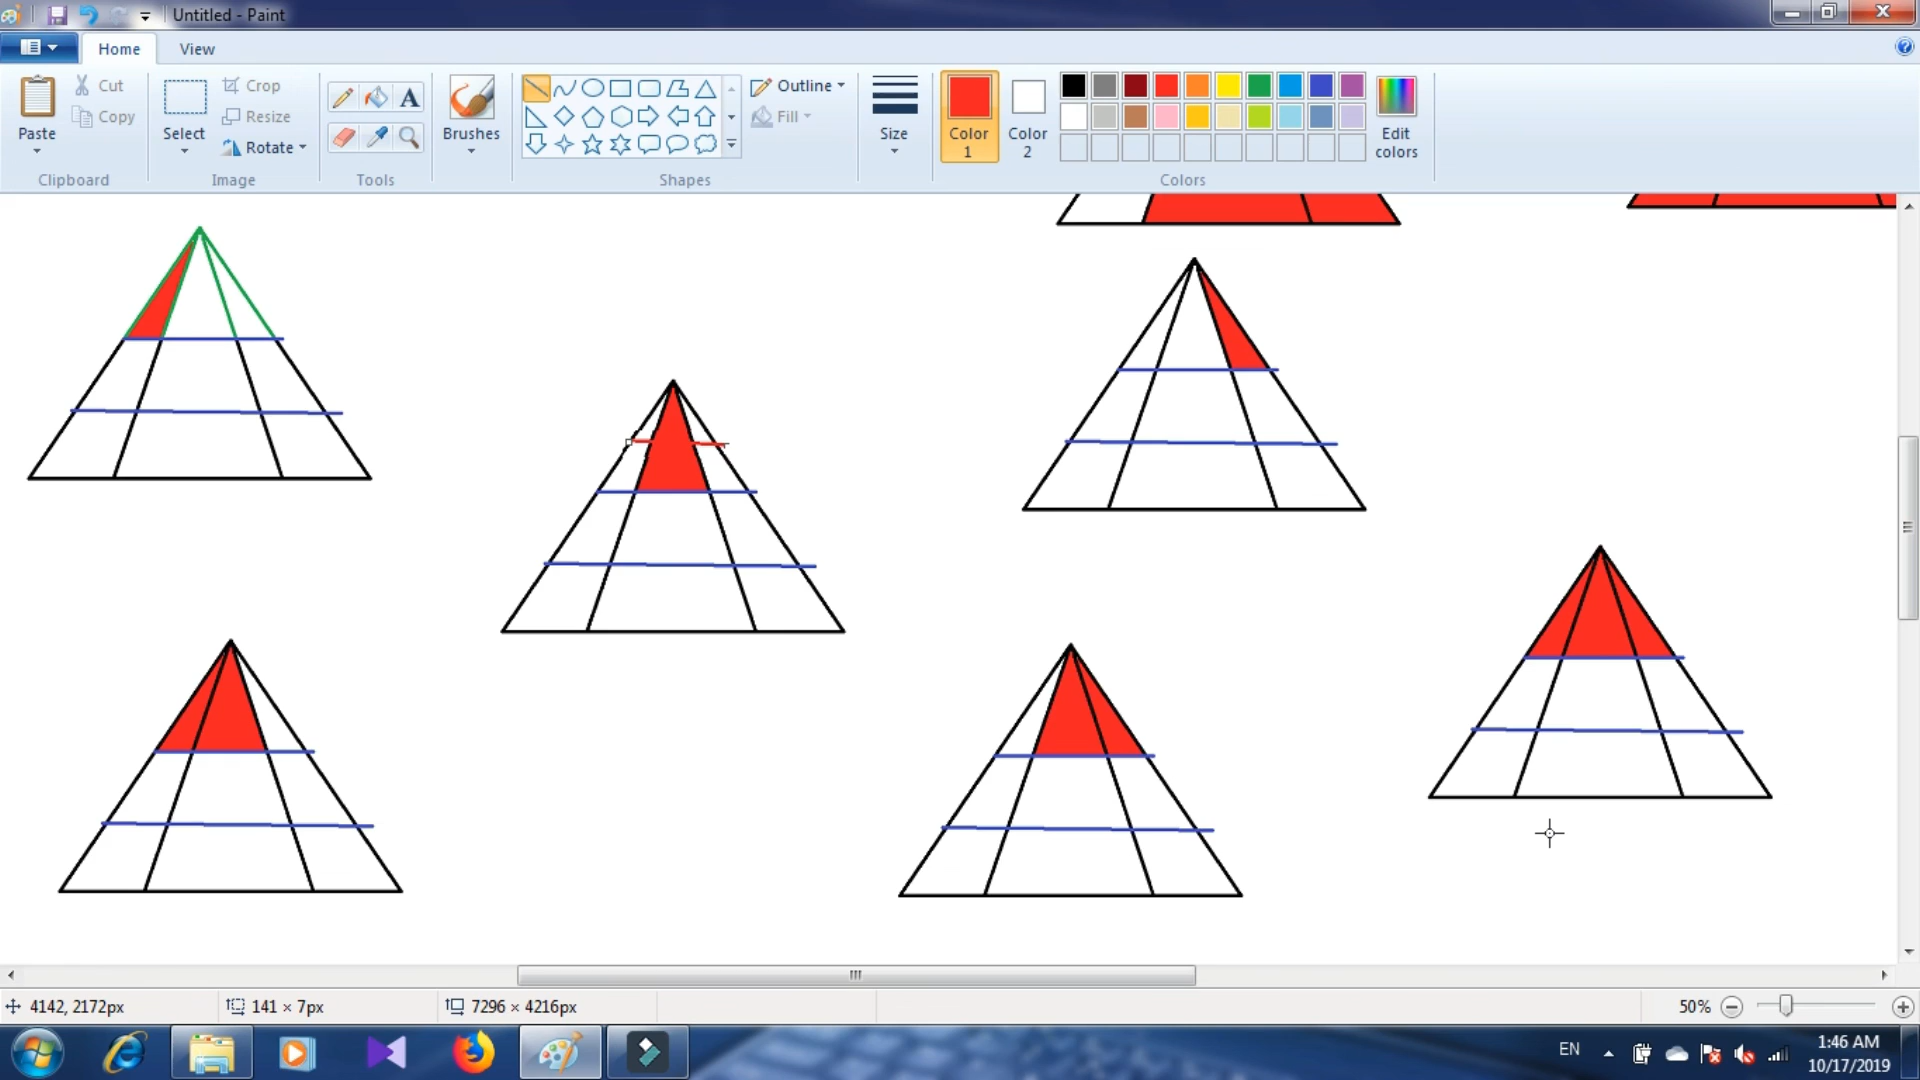 Untitled - Paint
Home View
Paste
Cut
Copy
Clipboard
Select
Crop
Resize
Rotate
Image
A
Tools
Brushes
Shapes
Outline
Fill
Size
Color 1
Color 2
Edit colors
Colors
4142, 2172px
141 × 7px
7296 × 4216px
50%
EN
1:46 AM
10/17/2019